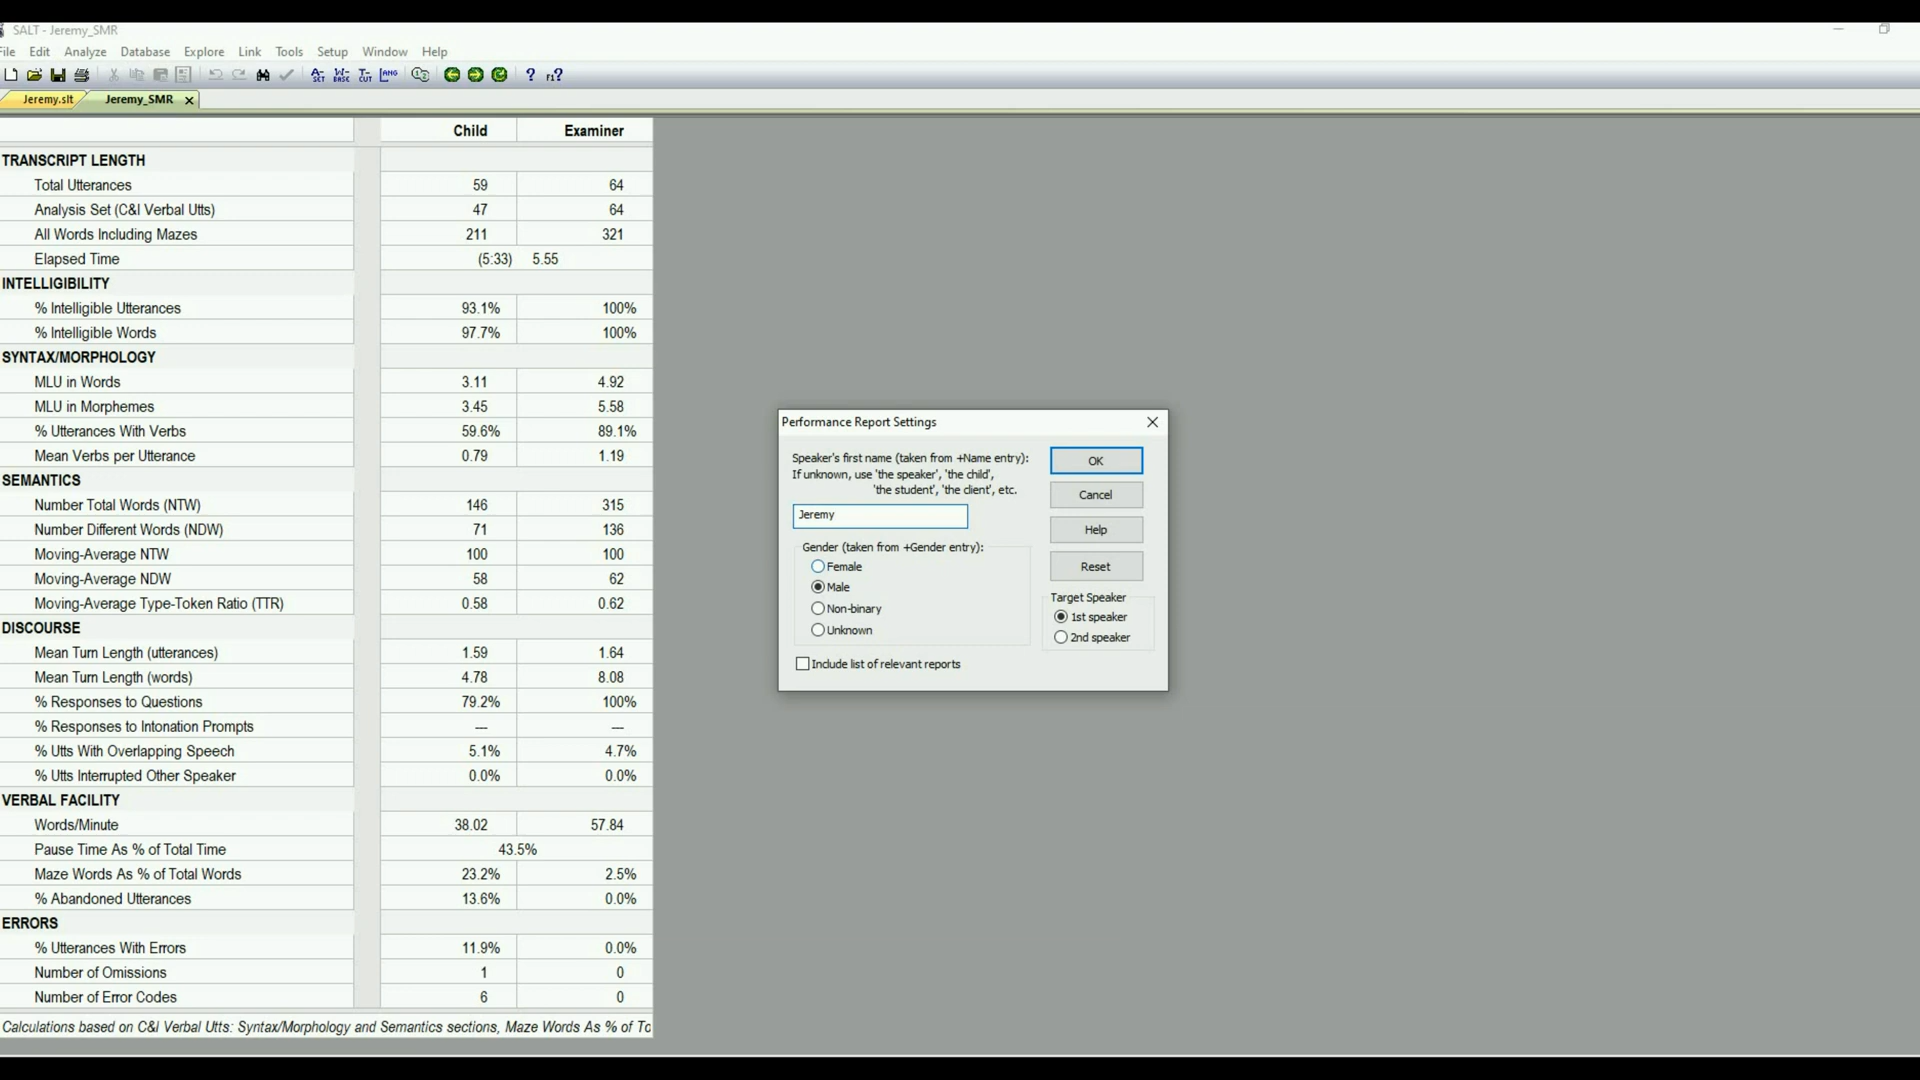 SALT - Jeremy_SMR
File Edit Analyze Database Explore Link Tools Setup Window Help
A-SET W-BASE T-CUT LANG ? F1?
Jeremy.slt Jeremy_SMR
Child Examiner
TRANSCRIPT LENGTH
Total Utterances 59 64
Analysis Set (C&I Verbal Utts) 47 64
All Words Including Mazes 211 321
Elapsed Time (5:33) 5.55
INTELLIGIBILITY
% Intelligible Utterances 93.1% 100%
% Intelligible Words 97.7% 100%
SYNTAX/MORPHOLOGY
MLU in Words 3.11 4.92
MLU in Morphemes 3.45 5.58
% Utterances With Verbs 59.6% 89.1%
Mean Verbs per Utterance 0.79 1.19
SEMANTICS
Number Total Words (NTW) 146 315
Number Different Words (NDW) 71 136
Moving-Average NTW 100 100
Moving-Average NDW 58 62
Moving-Average Type-Token Ratio (TTR) 0.58 0.62
DISCOURSE
Mean Turn Length (utterances) 1.59 1.64
Mean Turn Length (words) 4.78 8.08
% Responses to Questions 79.2% 100%
% Responses to Intonation Prompts --- ---
% Utts With Overlapping Speech 5.1% 4.7%
% Utts Interrupted Other Speaker 0.0% 0.0%
VERBAL FACILITY
Words/Minute 38.02 57.84
Pause Time As % of Total Time 43.5%
Maze Words As % of Total Words 23.2% 2.5%
% Abandoned Utterances 13.6% 0.0%
ERRORS
% Utterances With Errors 11.9% 0.0%
Number of Omissions 1 0
Number of Error Codes 6 0
Calculations based on C&I Verbal Utts: Syntax/Morphology and Semantics sections, Maze Words As % of To
Performance Report Settings
Speaker's first name (taken from +Name entry):
If unknown, use 'the speaker', 'the child',
'the student', 'the client', etc.
Jeremy
Gender (taken from +Gender entry):
Female
Male
Non-binary
Unknown
Include list of relevant reports
OK
Cancel
Help
Reset
Target Speaker
1st speaker
2nd speaker